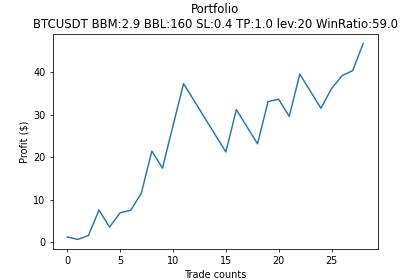 Portfolio
BTCUSDT BBM:2.9 BBL:160 SL:0.4 TP:1.0 lev:20 WinRatio:59.0
Profit ($)
40
30
20
10
0
0 5 10 15 20 25
Trade counts